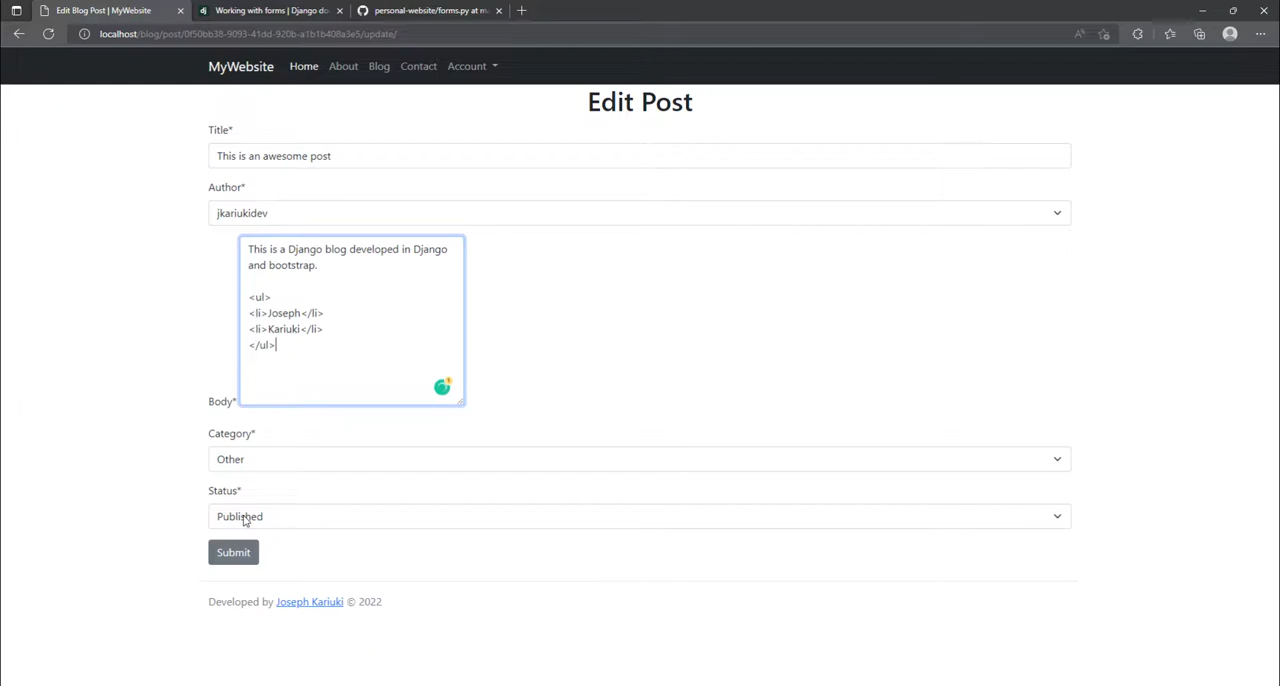 Edit Blog Post | MyWebsite
Working with forms | Django do
personal-website/forms.py at m
localhost/blog/post/0f50bb38-9093-41dd-920b-a1b1b408a3e5/update/
MyWebsite Home About Blog Contact Account
Edit Post
Title*
This is an awesome post
Author*
jkariukidev
This is a Django blog developed in Django
and bootstrap.
<ul>
<li>Joseph</li>
<li>Kariuki</li>
</ul>
Body*
Category*
Other
Status*
Published
Submit
Developed by Joseph Kariuki © 2022